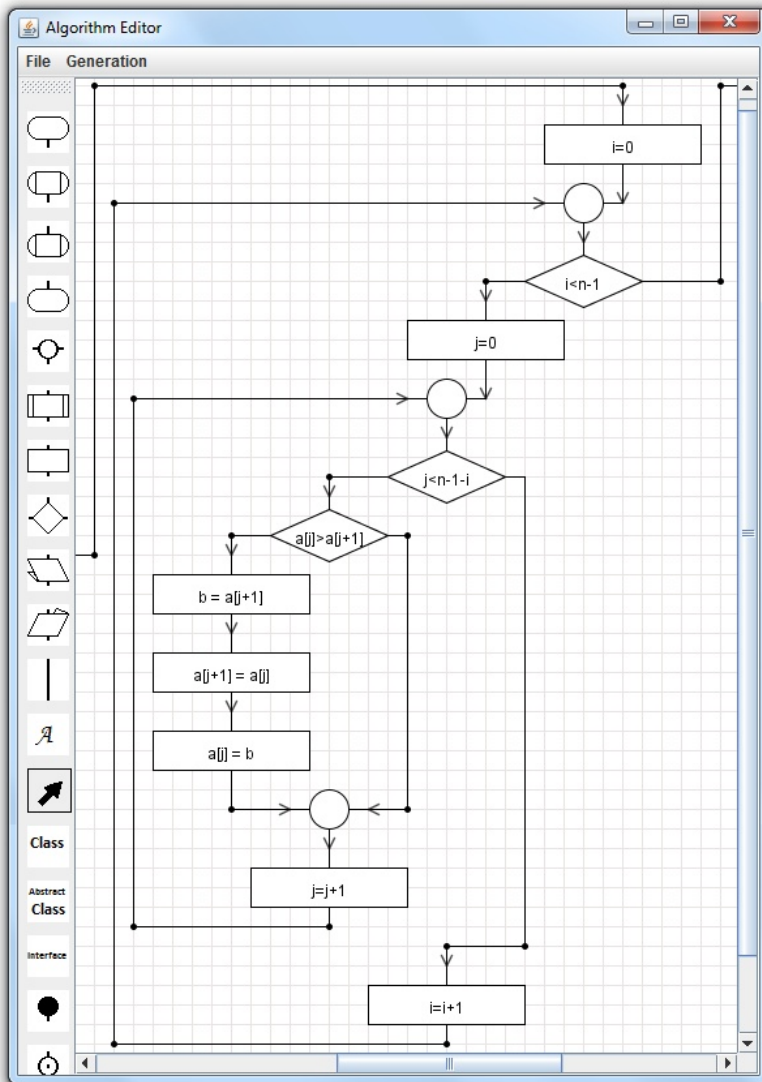 Algorithm Editor
File Generation
i=0
i<n-1
j=0
j<n-1-i
a[j]>a[j+1]
b = a[j+1]
a[j+1] = a[j]
a[j] = b
j=j+1
i=i+1
A
Class
Abstract
Class
Interface